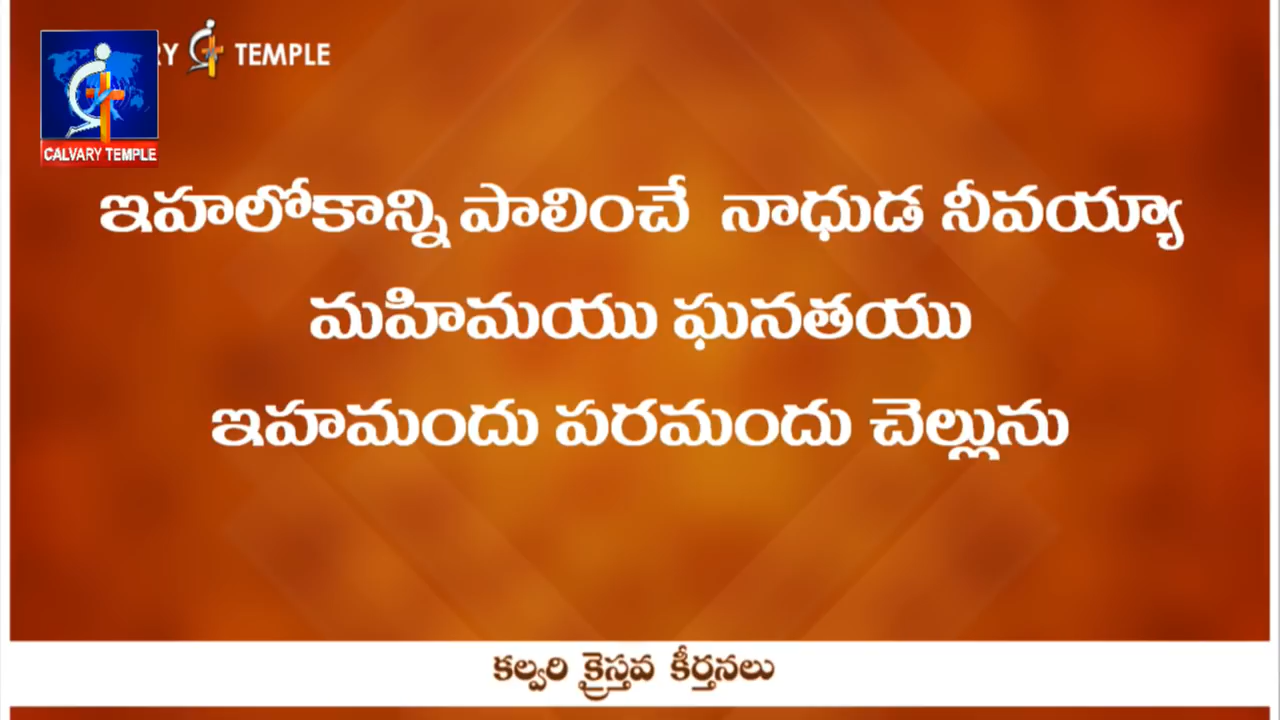 RY TEMPLE
CALVARY TEMPLE
ఇహలోకాన్ని పాలించే నాధుడ నీవయ్యా
మహిమయు ఘనతయు
ఇహమందు పరమందు చెల్లును
కల్వరి క్రైస్తవ కీర్తనలు